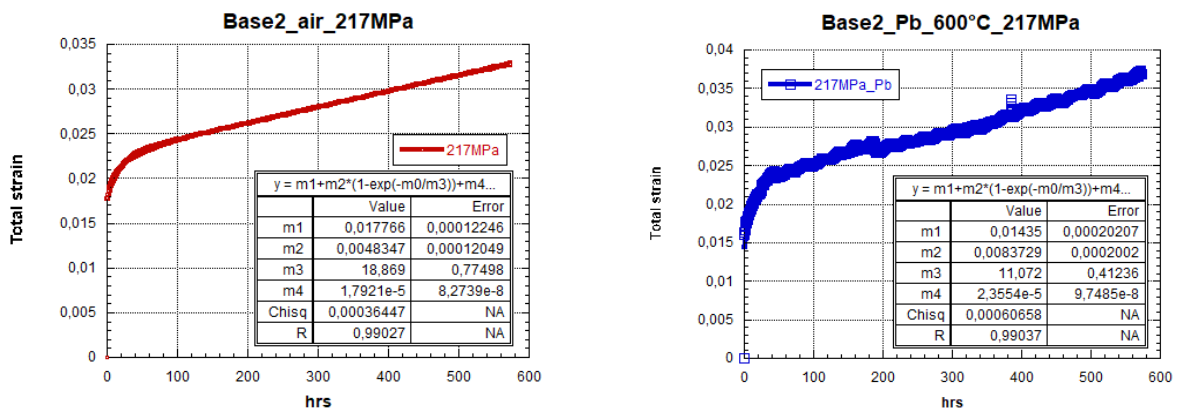 Base2_air_217MPa
0,035
0,03
0,025
0,02
0,015
0,01
0,005
0
0 100 200 300 400 500 600
Total strain
hrs
217MPa
y = m1+m2*(1-exp(-m0/m3))+m4...
Value Error
m1 0,017766 0,00012246
m2 0,0048347 0,00012049
m3 18,869 0,77498
m4 1,7921e-5 8,2739e-8
Chisq 0,00036447 NA
R 0,99027 NA
Base2_Pb_600°C_217MPa
0,04
0,035
0,03
0,025
0,02
0,015
0,01
0,005
0
0 100 200 300 400 500 600
Total strain
hrs
217MPa_Pb
y = m1+m2*(1-exp(-m0/m3))+m4...
Value Error
m1 0,01435 0,00020207
m2 0,0083729 0,0002002
m3 11,072 0,41236
m4 2,3554e-5 9,7485e-8
Chisq 0,00060658 NA
R 0,99037 NA